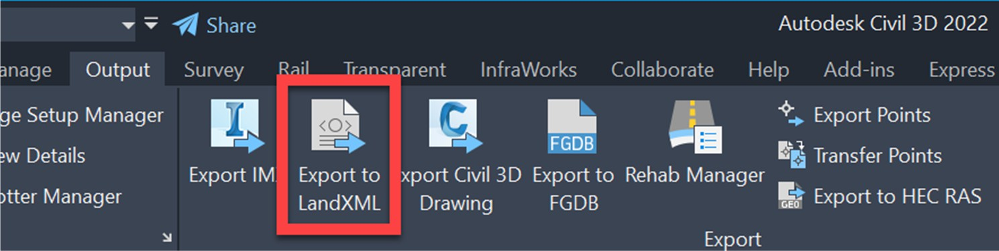 Share
Autodesk Civil 3D 2022
anage Output Survey Rail Transparent InfraWorks Collaborate Help Add-ins Express
ge Setup Manager
ew Details
otter Manager
Export IM
Export to
LandXML
xport Civil 3D
Drawing
FGDB
Export to
FGDB
Rehab Manager
Export Points
Transfer Points
GEO
Export to HEC RAS
Export